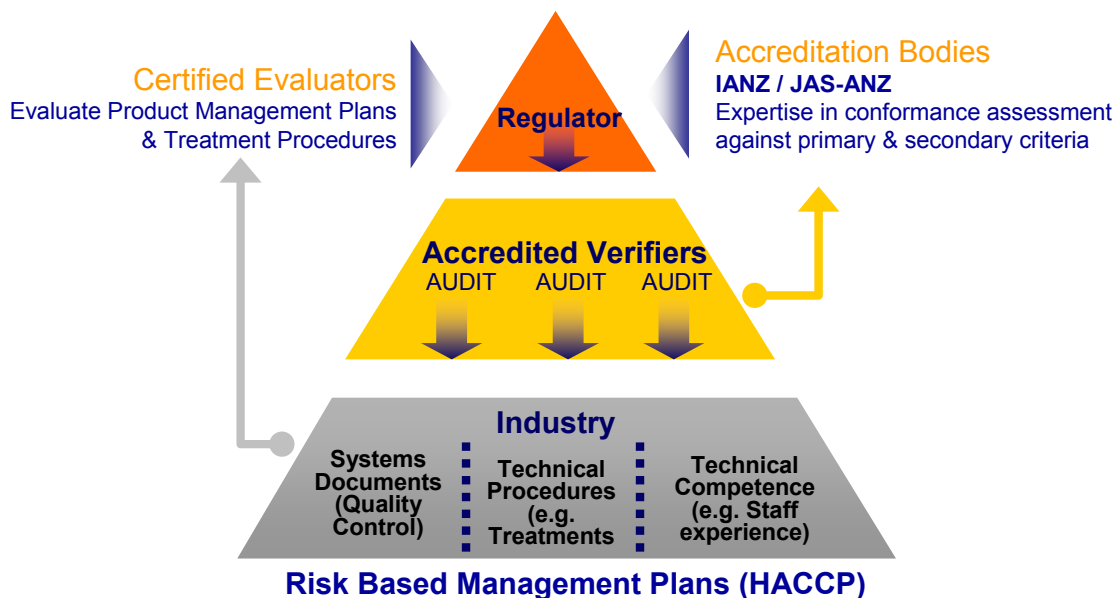 Certified Evaluators
Evaluate Product Management Plans
& Treatment Procedures
Regulator
Accreditation Bodies
IANZ / JAS-ANZ
Expertise in conformance assessment
against primary & secondary criteria
Accredited Verifiers
AUDIT AUDIT AUDIT
Industry
Systems
Documents
(Quality
Control)
Technical
Procedures
(e.g.
Treatments
Technical
Competence
(e.g. Staff
experience)
Risk Based Management Plans (HACCP)